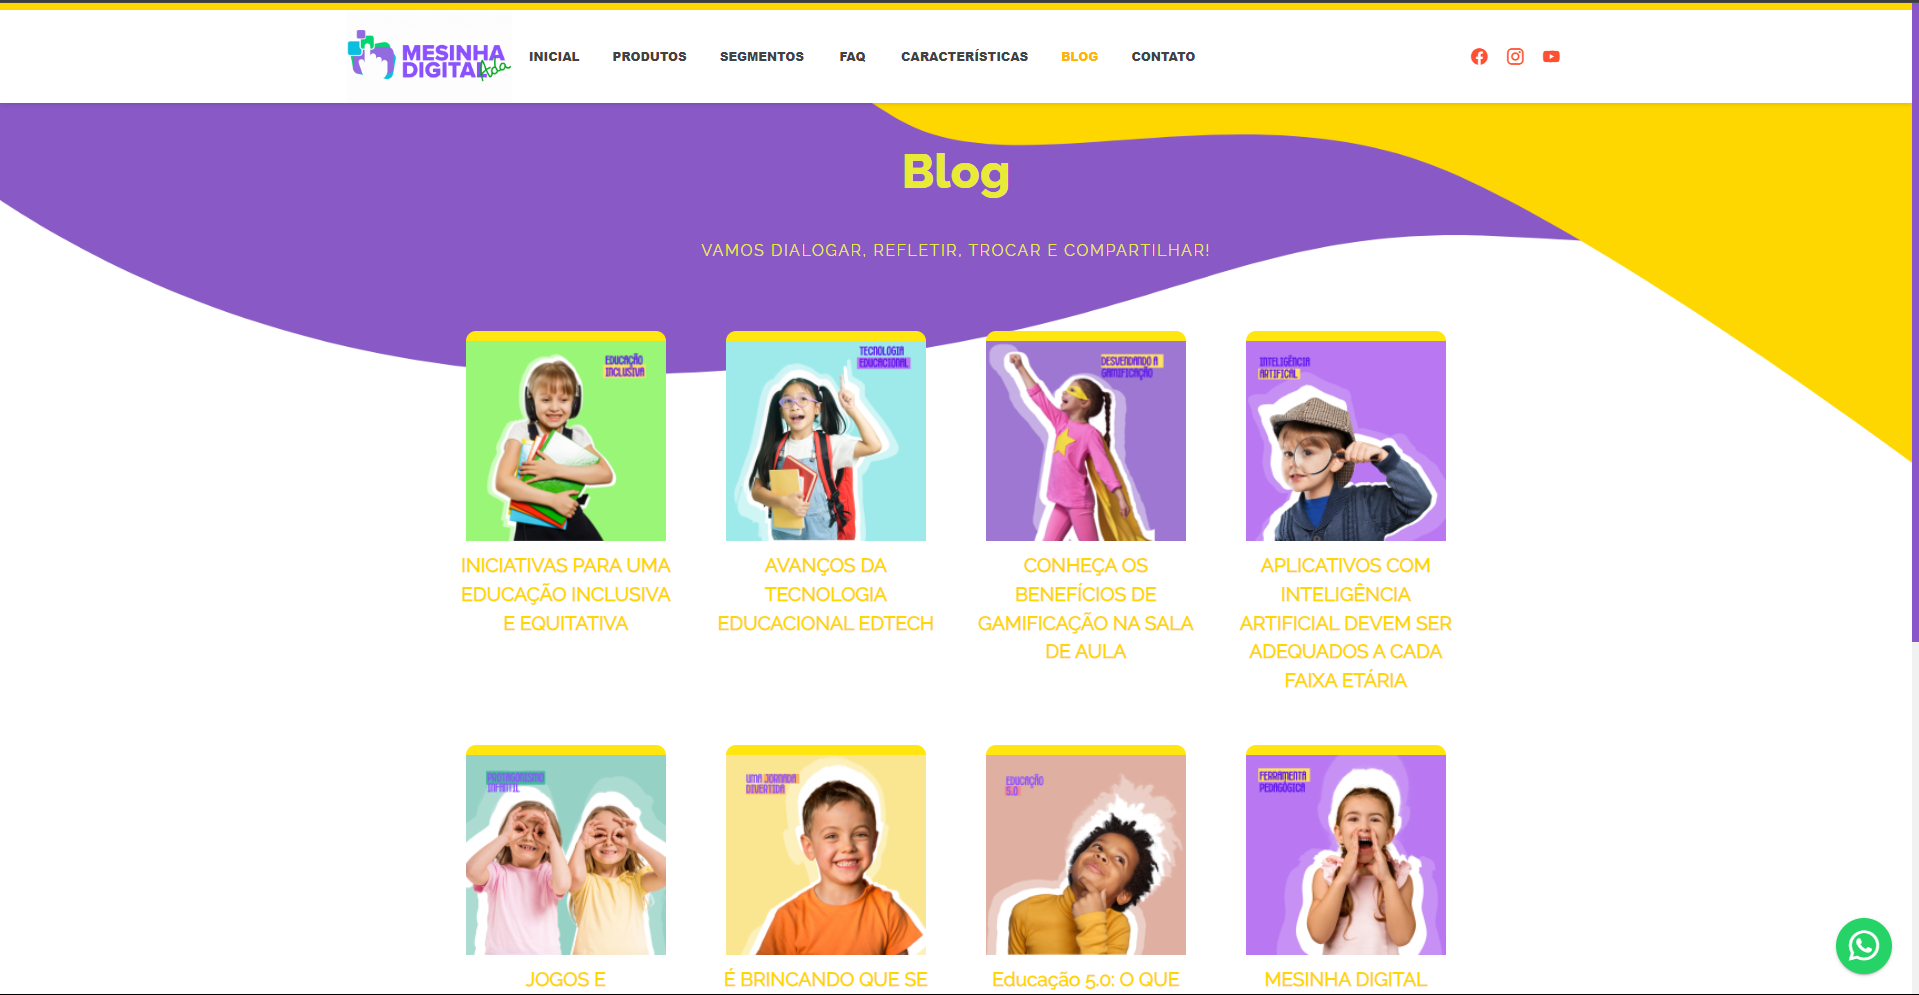 MESINHA
DIGITAL
Ada
INICIAL PRODUTOS SEGMENTOS FAQ CARACTERÍSTICAS BLOG CONTATO
Blog
VAMOS DIALOGAR, REFLETIR, TROCAR E COMPARTILHAR!
EDUCAÇÃO
INCLUSIVA
INICIATIVAS PARA UMA
EDUCAÇÃO INCLUSIVA
E EQUITATIVA
TECNOLOGIA
EDUCACIONAL
AVANÇOS DA
TECNOLOGIA
EDUCACIONAL EDTECH
DESVENDANDO A
GAMIFICAÇÃO
CONHEÇA OS
BENEFÍCIOS DE
GAMIFICAÇÃO NA SALA
DE AULA
INTELIGÊNCIA
ARTIFICAL
APLICATIVOS COM
INTELIGÊNCIA
ARTIFICIAL DEVEM SER
ADEQUADOS A CADA
FAIXA ETÁRIA
PROTAGONISMO
INFANTIL
JOGOS E
UMA JORNADA
DIVERTIDA
É BRINCANDO QUE SE
EDUCAÇÃO
5.0
Educação 5.0: O QUE
FERRAMENTA
PEDAGÓGICA
MESINHA DIGITAL